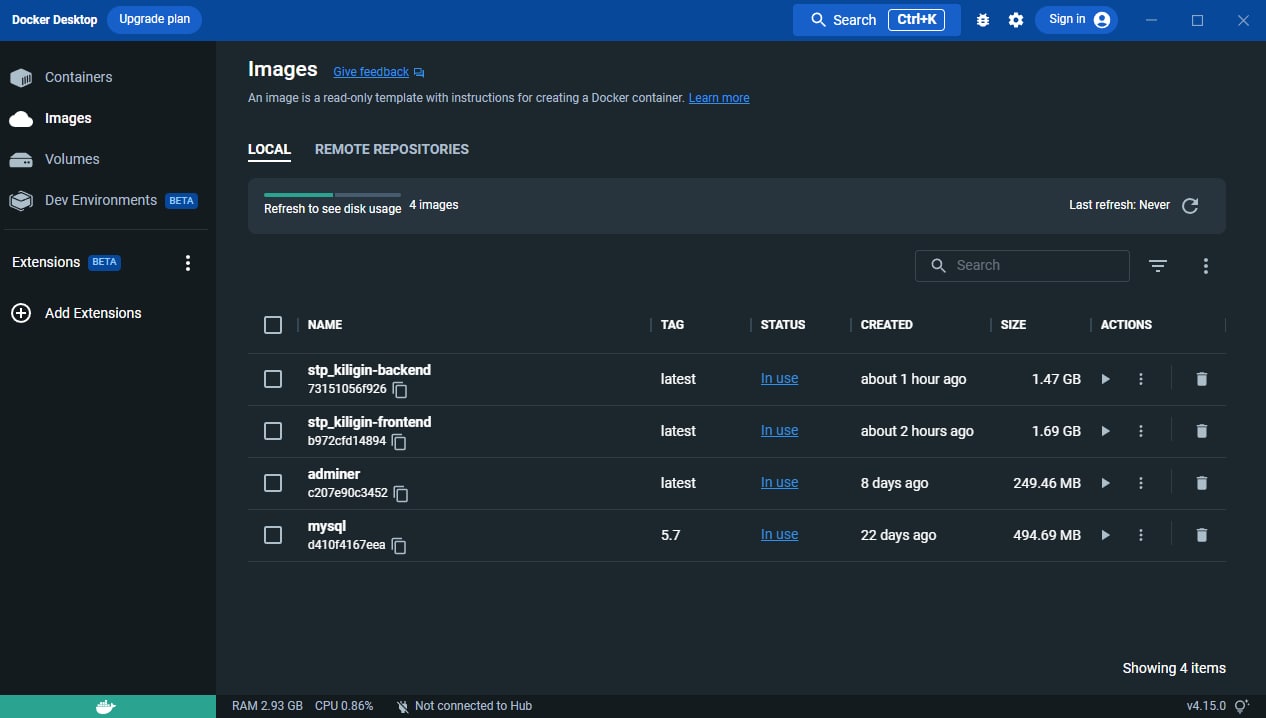 Docker Desktop Upgrade plan Search Ctrl+K Sign in
Containers
Images
Volumes
Dev Environments BETA
Extensions BETA
Add Extensions
Images Give feedback
An image is a read-only template with instructions for creating a Docker container. Learn more
LOCAL REMOTE REPOSITORIES
Refresh to see disk usage 4 images Last refresh: Never
Search
NAME TAG STATUS CREATED SIZE ACTIONS
stp_kiligin-backend
73151056f926 latest In use about 1 hour ago 1.47 GB
stp_kiligin-frontend
b972cfd14894 latest In use about 2 hours ago 1.69 GB
adminer
c207e90c3452 latest In use 8 days ago 249.46 MB
mysql
d410f4167eea 5.7 In use 22 days ago 494.69 MB
Showing 4 items
RAM 2.93 GB CPU 0.86% Not connected to Hub v4.15.0